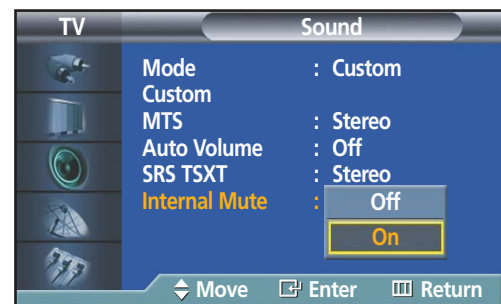 TV Sound
Mode : Custom
Custom
MTS : Stereo
Auto Volume : Off
SRS TSXT : Stereo
Internal Mute : Off
On
Move Enter Return